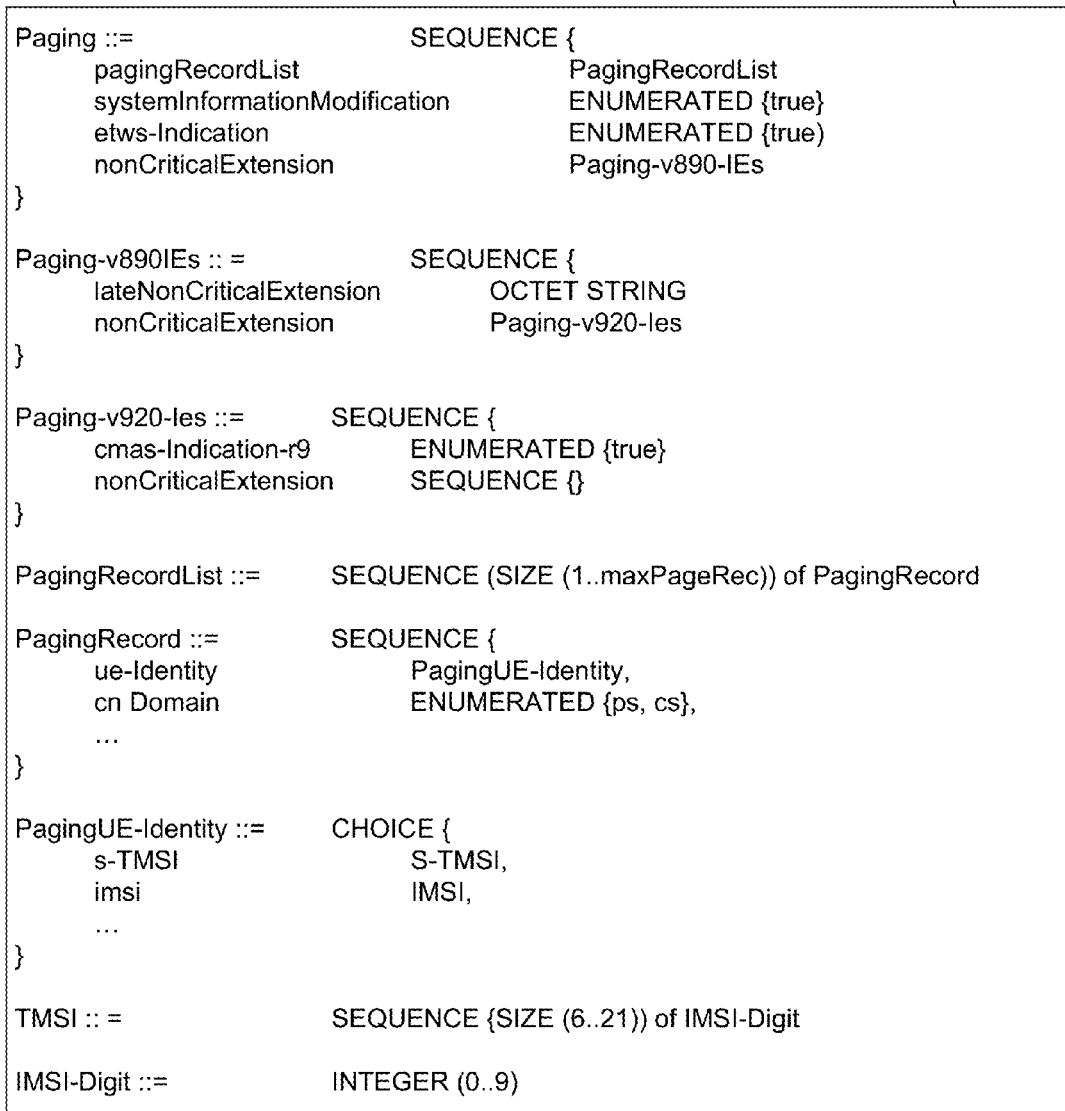 Paging ::= SEQUENCE {
pagingRecordList PagingRecordList
systemInformationModification ENUMERATED {true}
etws-Indication ENUMERATED {true)
nonCriticalExtension Paging-v890-IEs
}
Paging-v890IEs :: = SEQUENCE {
lateNonCriticalExtension OCTET STRING
nonCriticalExtension Paging-v920-Ies
}
Paging-v920-Ies ::= SEQUENCE {
cmas-Indication-r9 ENUMERATED {true}
nonCriticalExtension SEQUENCE {}
}
PagingRecordList ::= SEQUENCE (SIZE (1..maxPageRec)) of PagingRecord
PagingRecord ::= SEQUENCE {
ue-Identity PagingUE-Identity,
cn Domain ENUMERATED {ps, cs},
...
}
PagingUE-Identity ::= CHOICE {
s-TMSI S-TMSI,
imsi IMSI,
...
}
TMSI :: = SEQUENCE {SIZE (6..21)) of IMSI-Digit
IMSI-Digit ::= INTEGER (0..9)